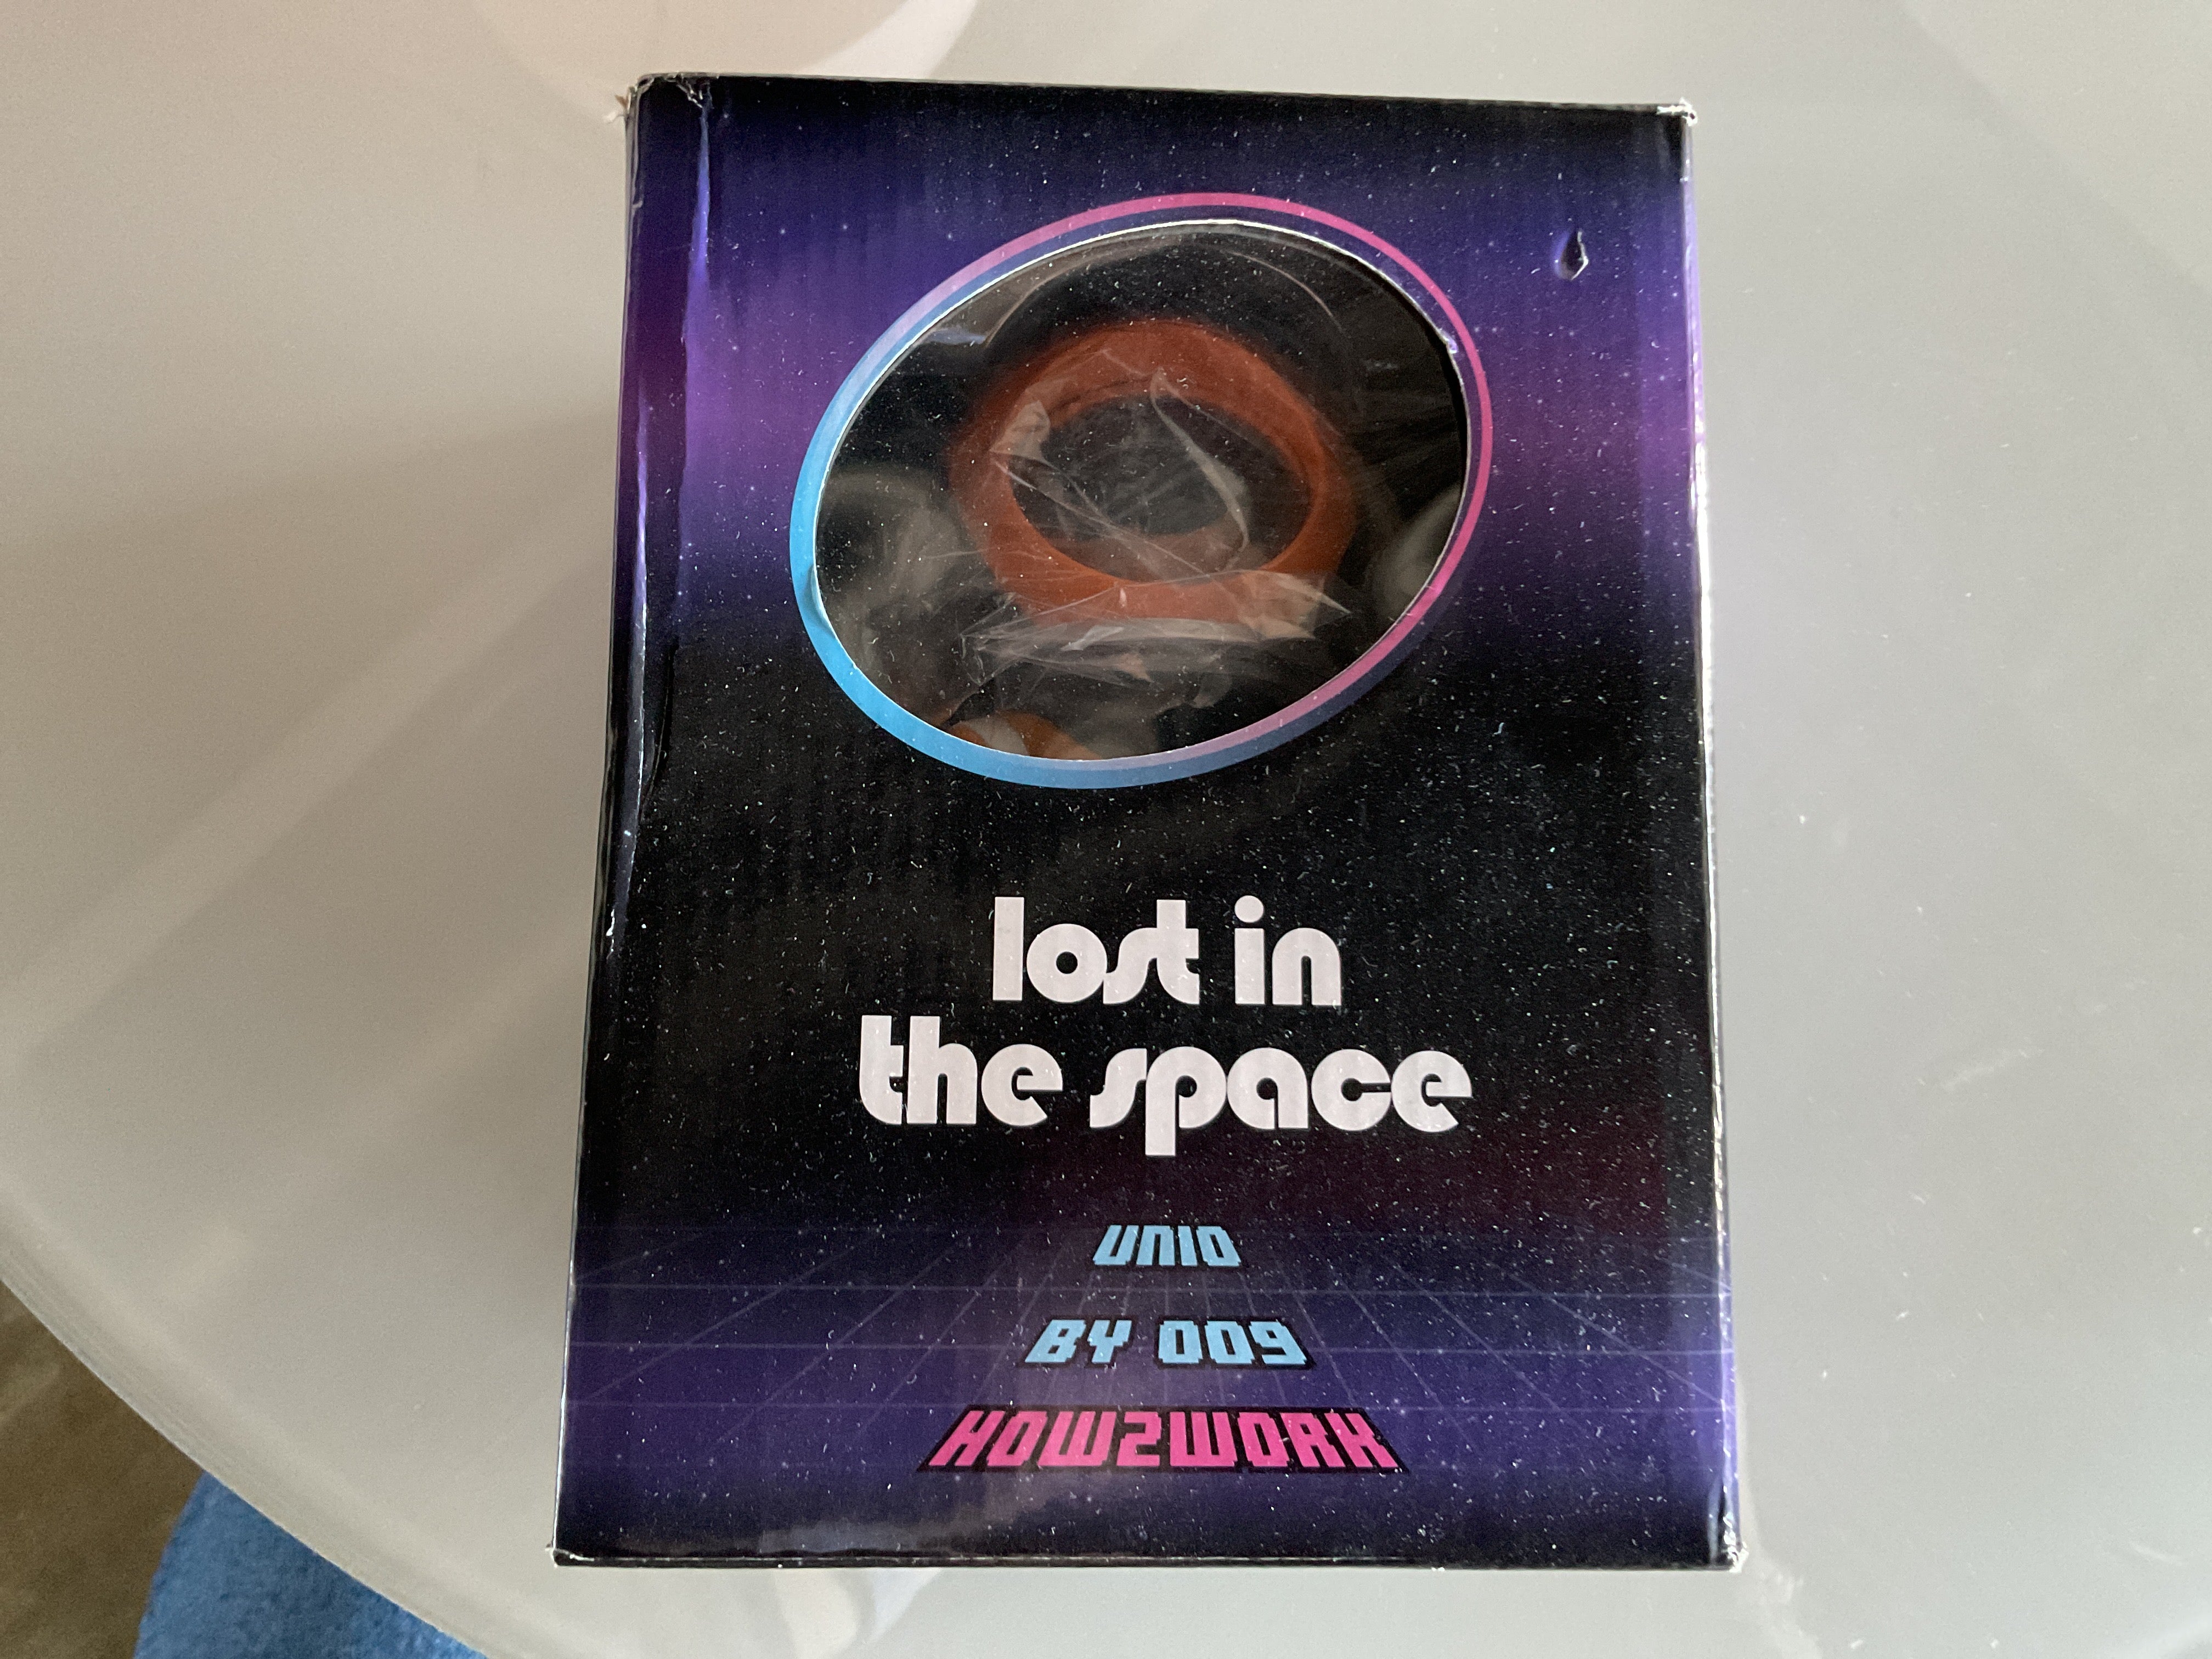 lost in
the space
UNIO
BY 009
HOW2WORK